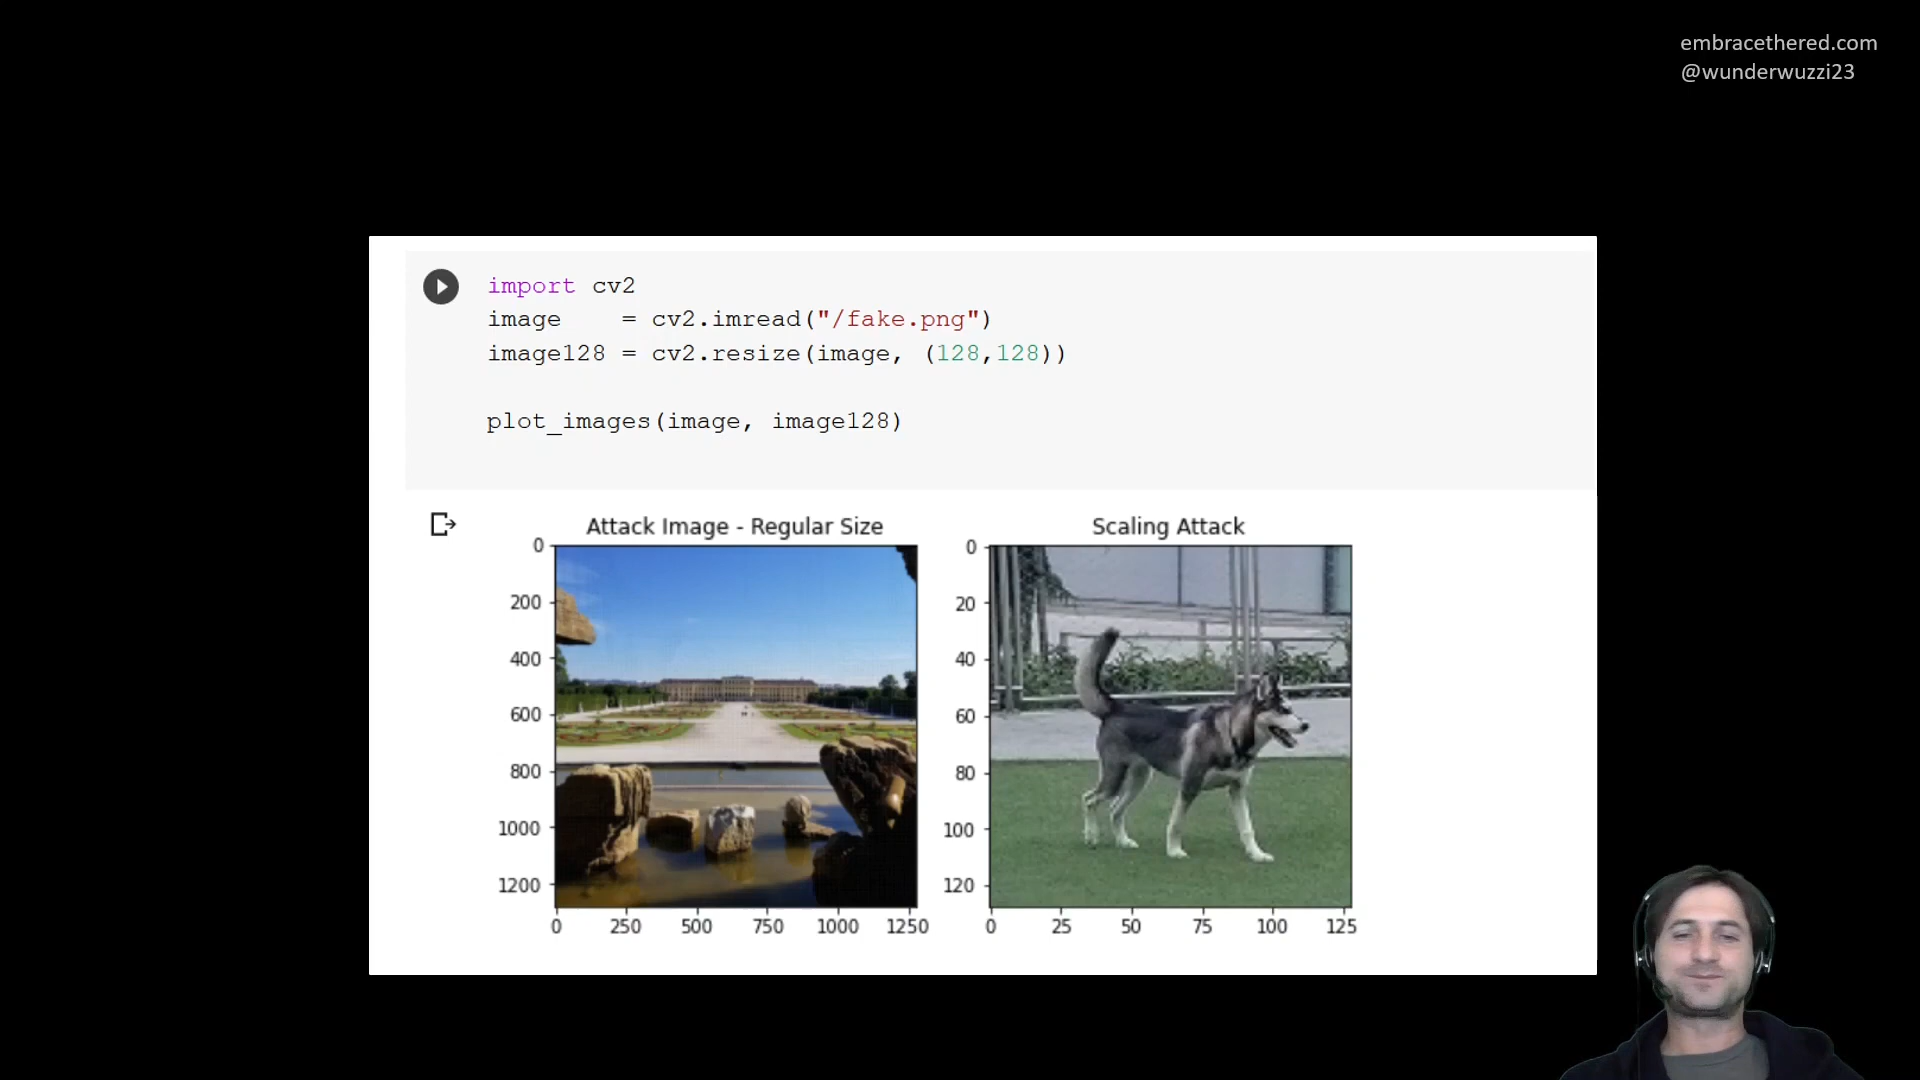 embracethered.com
@wunderwuzzi23
import cv2
image    = cv2.imread("/fake.png")
image128 = cv2.resize(image, (128,128))
plot_images(image, image128)
Attack Image - Regular Size
0
200
400
600
800
1000
1200
0 250 500 750 1000 1250
Scaling Attack
0
20
40
60
80
100
120
0 25 50 75 100 125